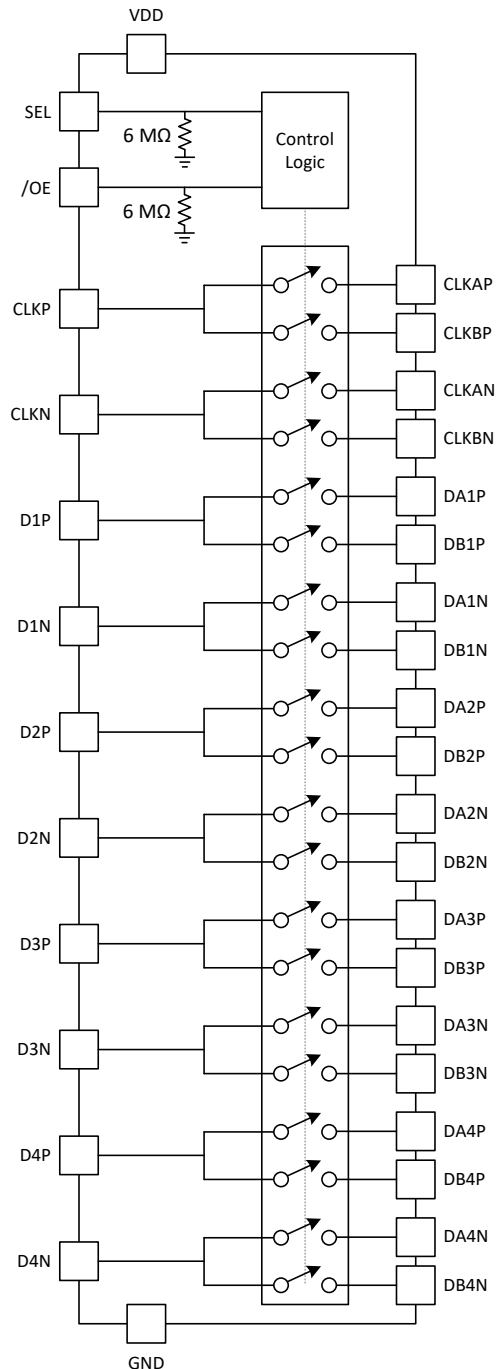 VDD
SEL
6 MΩ
Control
Logic
/OE
6 MΩ
CLKAP
CLKP
CLKBP
CLKAN
CLKN
CLKBN
DA1P
D1P
DB1P
DA1N
D1N
DB1N
DA2P
D2P
DB2P
DA2N
D2N
DB2N
DA3P
D3P
DB3P
DA3N
D3N
DB3N
DA4P
D4P
DB4P
DA4N
D4N
DB4N
GND